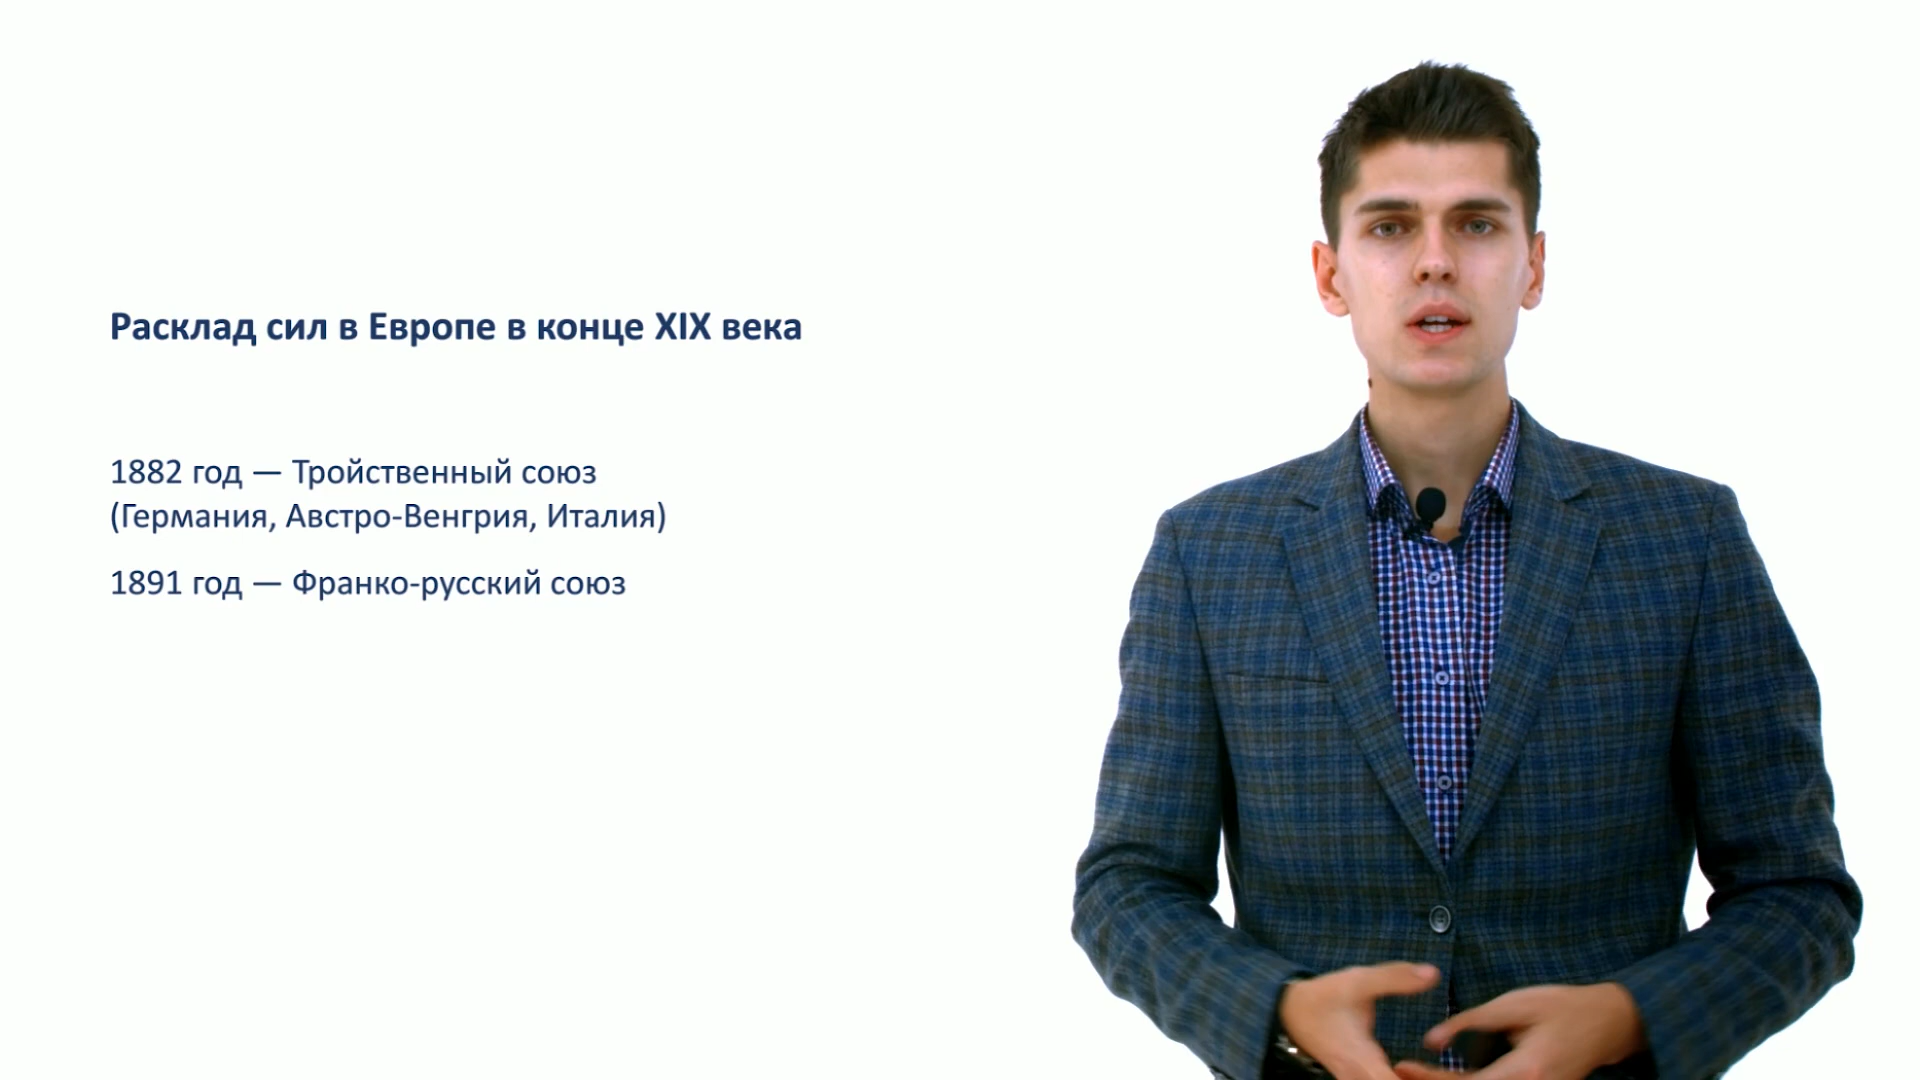 Расклад сил в Европе в конце XIX века
1882 год — Тройственный союз
(Германия, Австро-Венгрия, Италия)
1891 год — Франко-русский союз